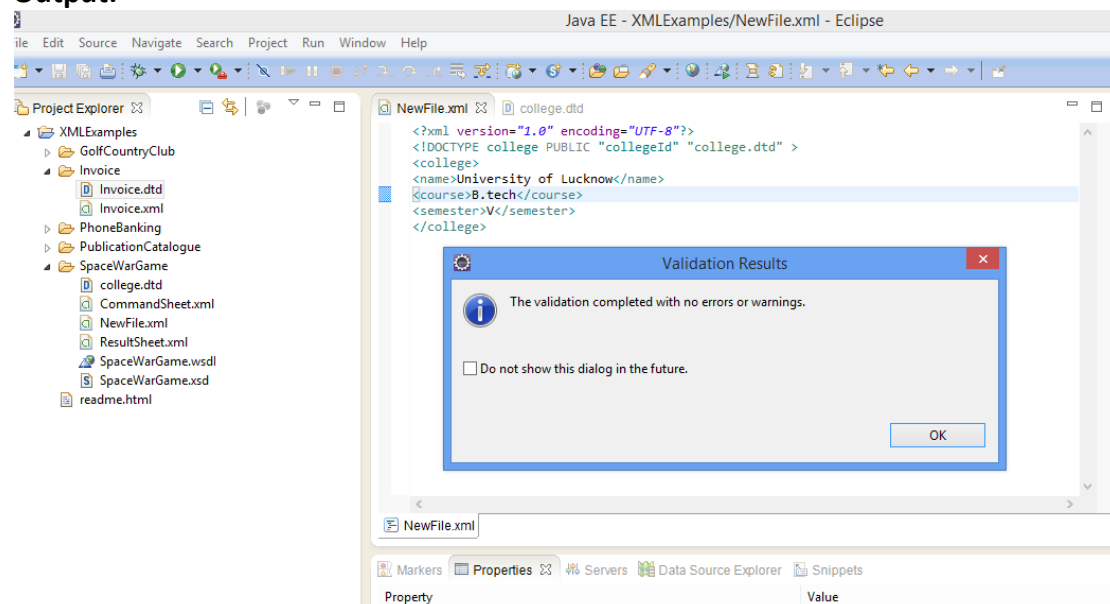 Output:
Java EE - XMLExamples/NewFile.xml - Eclipse
ile Edit Source Navigate Search Project Run Window Help
Project Explorer
XMLExamples
GolfCountryClub
Invoice
Invoice.dtd
Invoice.xml
PhoneBanking
PublicationCatalogue
SpaceWarGame
college.dtd
CommandSheet.xml
NewFile.xml
ResultSheet.xml
SpaceWarGame.wsdl
SpaceWarGame.xsd
readme.html
NewFile.xml college.dtd
<?xml version="1.0" encoding="UTF-8"?>
<!DOCTYPE college PUBLIC "collegeId" "college.dtd" >
<college>
<name>University of Lucknow</name>
<course>B.tech</course>
<semester>V</semester>
</college>
Validation Results
The validation completed with no errors or warnings.
Do not show this dialog in the future.
OK
NewFile.xml
Markers Properties Servers Data Source Explorer Snippets
Property Value